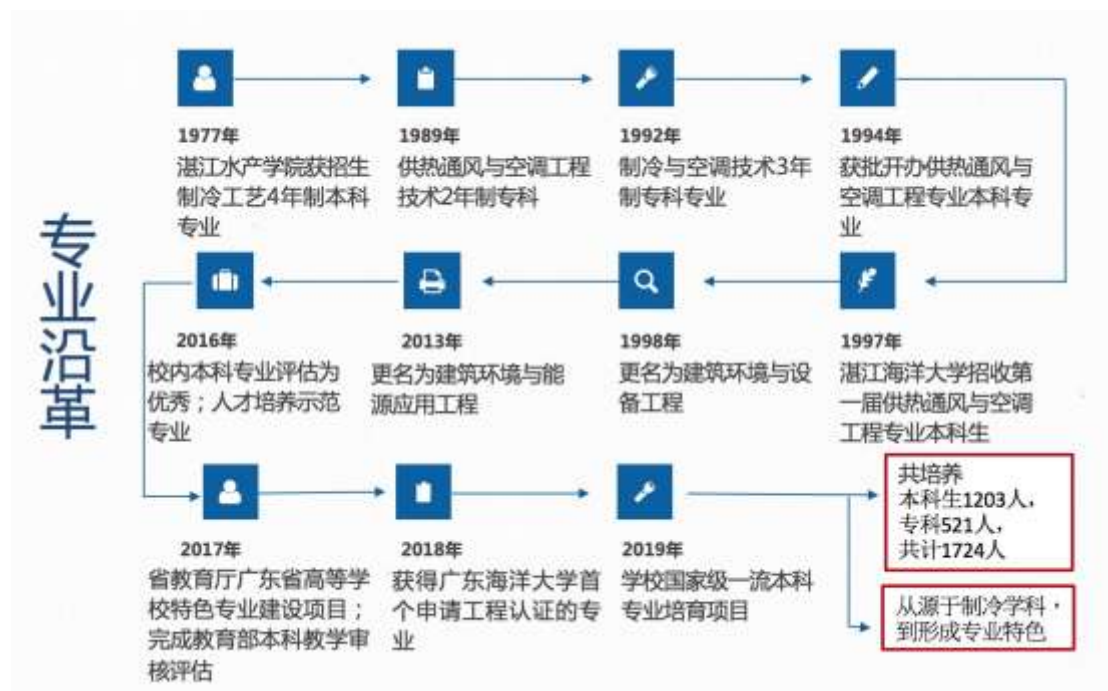 专业沿革
1977年
湛江水产学院获招生
制冷工艺4年制本科
专业
1989年
供热通风与空调工程
技术2年制专科
1992年
制冷与空调技术3年
制专科专业
1994年
获批开办供热通风与
空调工程专业本科专
业
1997年
湛江海洋大学招收第
一届供热通风与空调
工程专业本科生
1998年
更名为建筑环境与设
备工程
2013年
更名为建筑环境与能
源应用工程
2016年
校内本科专业评估为
优秀；人才培养示范
专业
2017年
省教育厅广东省高等学
校特色专业建设项目；
完成教育部本科教学审
核评估
2018年
获得广东海洋大学首
个申请工程认证的专
业
2019年
学校国家级一流本科
专业培育项目
共培养
本科生1203人，
专科521人，
共计1724人
从源于制冷学科，
到形成专业特色